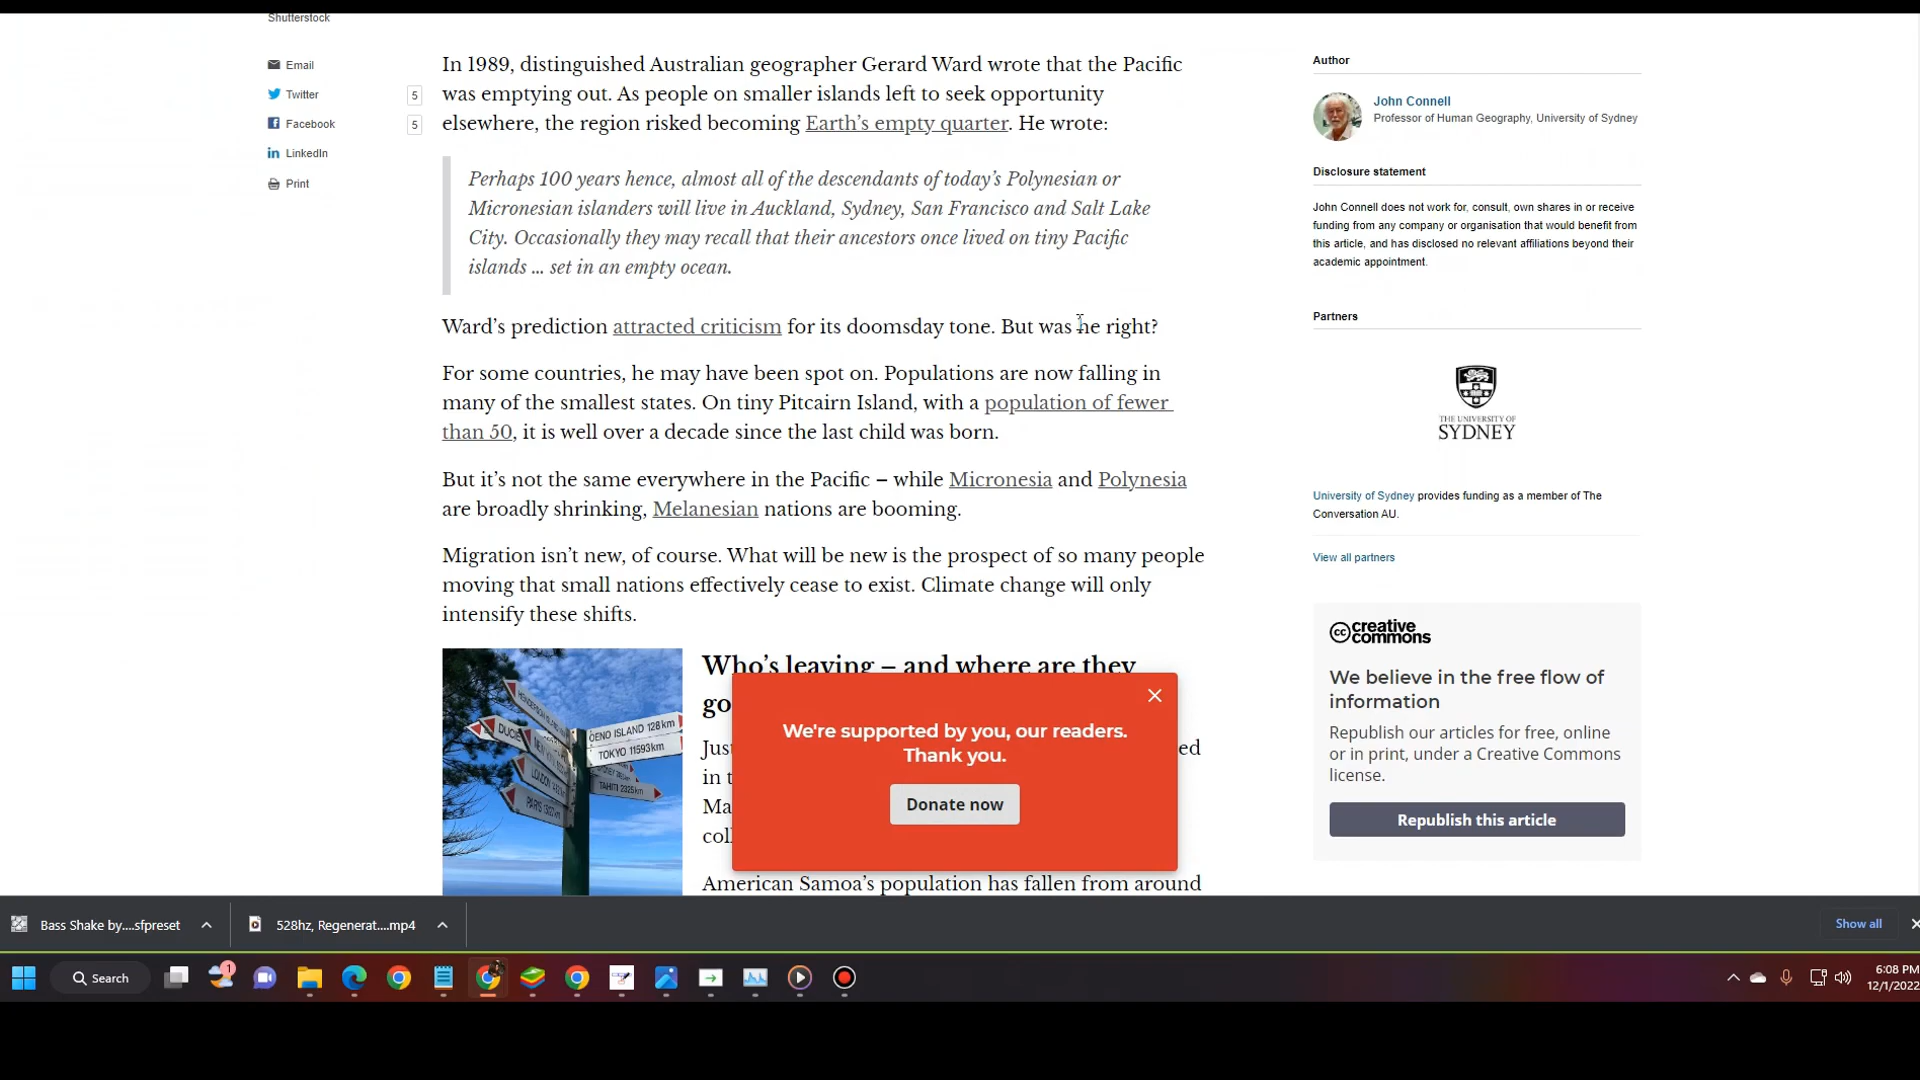 Shutterstock
Email
Twitter
5
Facebook
5
LinkedIn
Print
In 1989, distinguished Australian geographer Gerard Ward wrote that the Pacific
was emptying out. As people on smaller islands left to seek opportunity
elsewhere, the region risked becoming Earth's empty quarter. He wrote:
Perhaps 100 years hence, almost all of the descendants of today's Polynesian or
Micronesian islanders will live in Auckland, Sydney, San Francisco and Salt Lake
City. Occasionally they may recall that their ancestors once lived on tiny Pacific
islands ... set in an empty ocean.
Ward's prediction attracted criticism for its doomsday tone. But was he right?
For some countries, he may have been spot on. Populations are now falling in
many of the smallest states. On tiny Pitcairn Island, with a population of fewer
than 50, it is well over a decade since the last child was born.
But it's not the same everywhere in the Pacific – while Micronesia and Polynesia
are broadly shrinking, Melanesian nations are booming.
Migration isn't new, of course. What will be new is the prospect of so many people
moving that small nations effectively cease to exist. Climate change will only
intensify these shifts.
HENDERSON ISLAND
DUCIE
OENO ISLAND 128km
TOKYO 11593km
TAHITI 2325km
LONDON
PARIS
Who's leaving – and where are they
go
Jus
ed
in t
Ma
coll
American Samoa's population has fallen from around
We're supported by you, our readers.
Thank you.
Donate now
Author
John Connell
Professor of Human Geography, University of Sydney
Disclosure statement
John Connell does not work for, consult, own shares in or receive
funding from any company or organisation that would benefit from
this article, and has disclosed no relevant affiliations beyond their
academic appointment.
Partners
THE UNIVERSITY OF
SYDNEY
University of Sydney provides funding as a member of The
Conversation AU.
View all partners
cc creative
commons
We believe in the free flow of
information
Republish our articles for free, online
or in print, under a Creative Commons
license.
Republish this article
Bass Shake by....sfpreset
528hz, Regenerat....mp4
Show all
Search
1
6:08 PM
12/1/2022